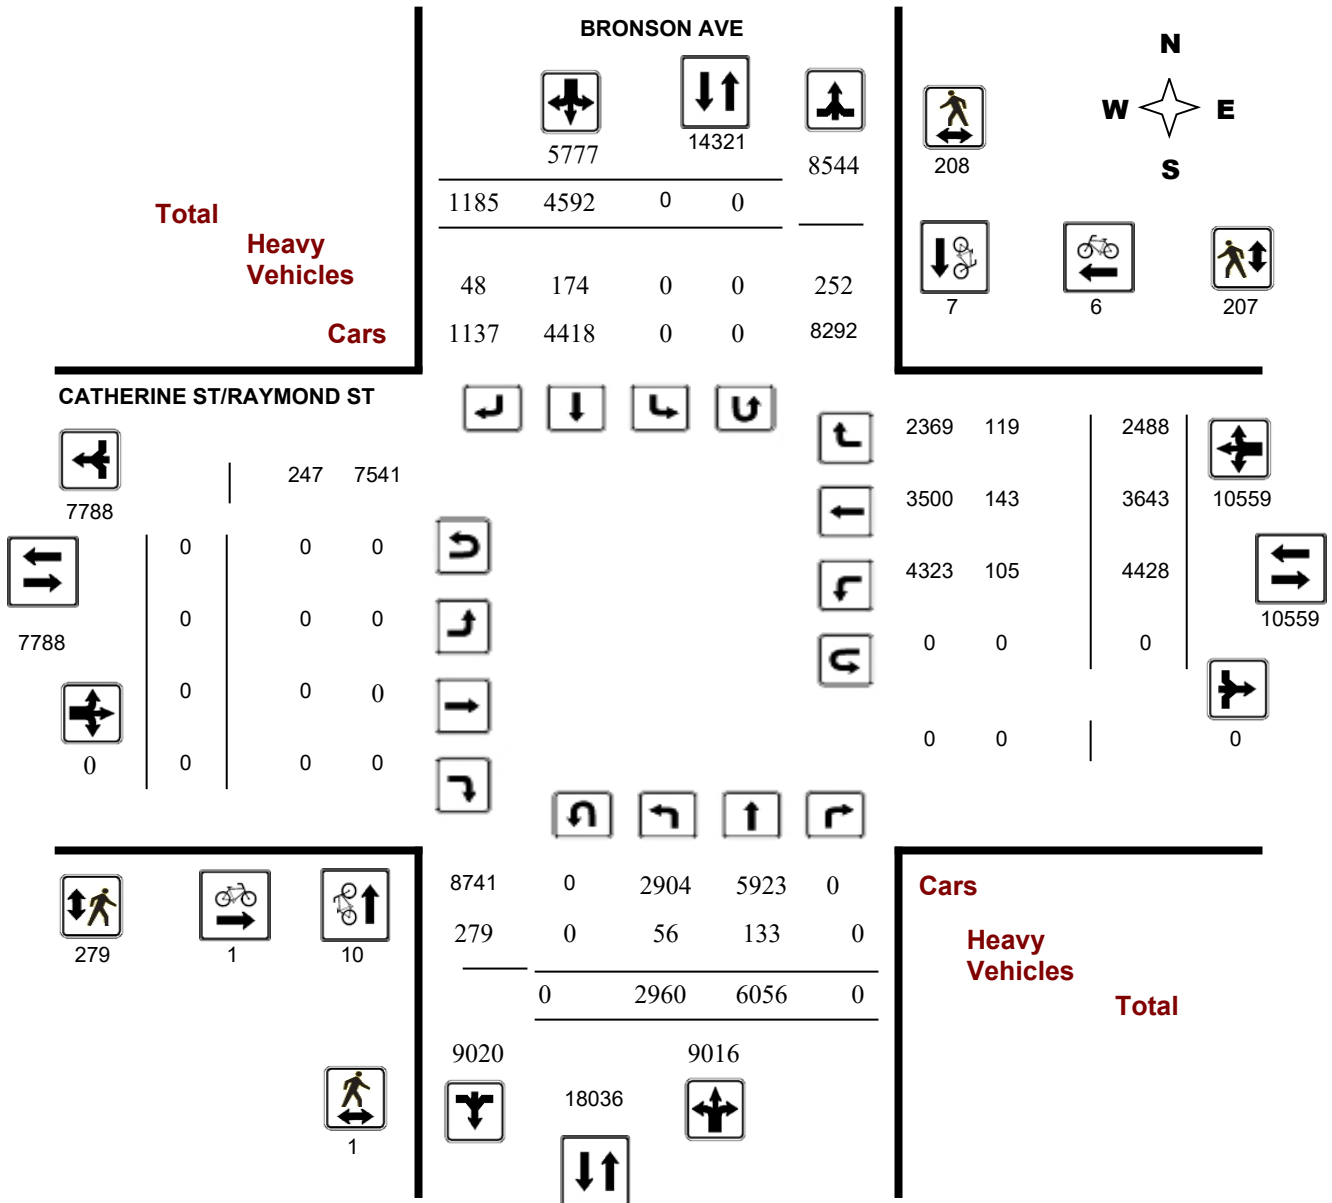 BRONSON AVE
N
W E
S
5777
14321
8544
208
1185 4592 0 0
Total
Heavy
Vehicles
48 174 0 0 252
7
6
207
Cars
1137 4418 0 0 8292
CATHERINE ST/RAYMOND ST
2369 119 2488
247 7541
3500 143 3643
10559
7788
0 0 0
4323 105 4428
0 0 0
10559
7788
0 0 0
0 0 0
0 0 0
0 0 0
0
8741 0 2904 5923 0
Cars
279 0 56 133 0
Heavy
Vehicles
279
1
10
0 2960 6056 0
Total
9020
9016
18036
1